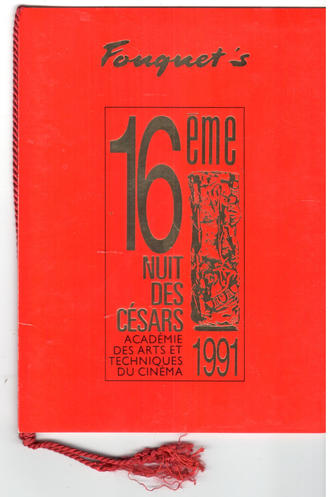 Fouquet's
16ème
NUIT
DES
CÉSARS
ACADÉMIE
DES ARTS ET
TECHNIQUES
DU CINÉMA
1991